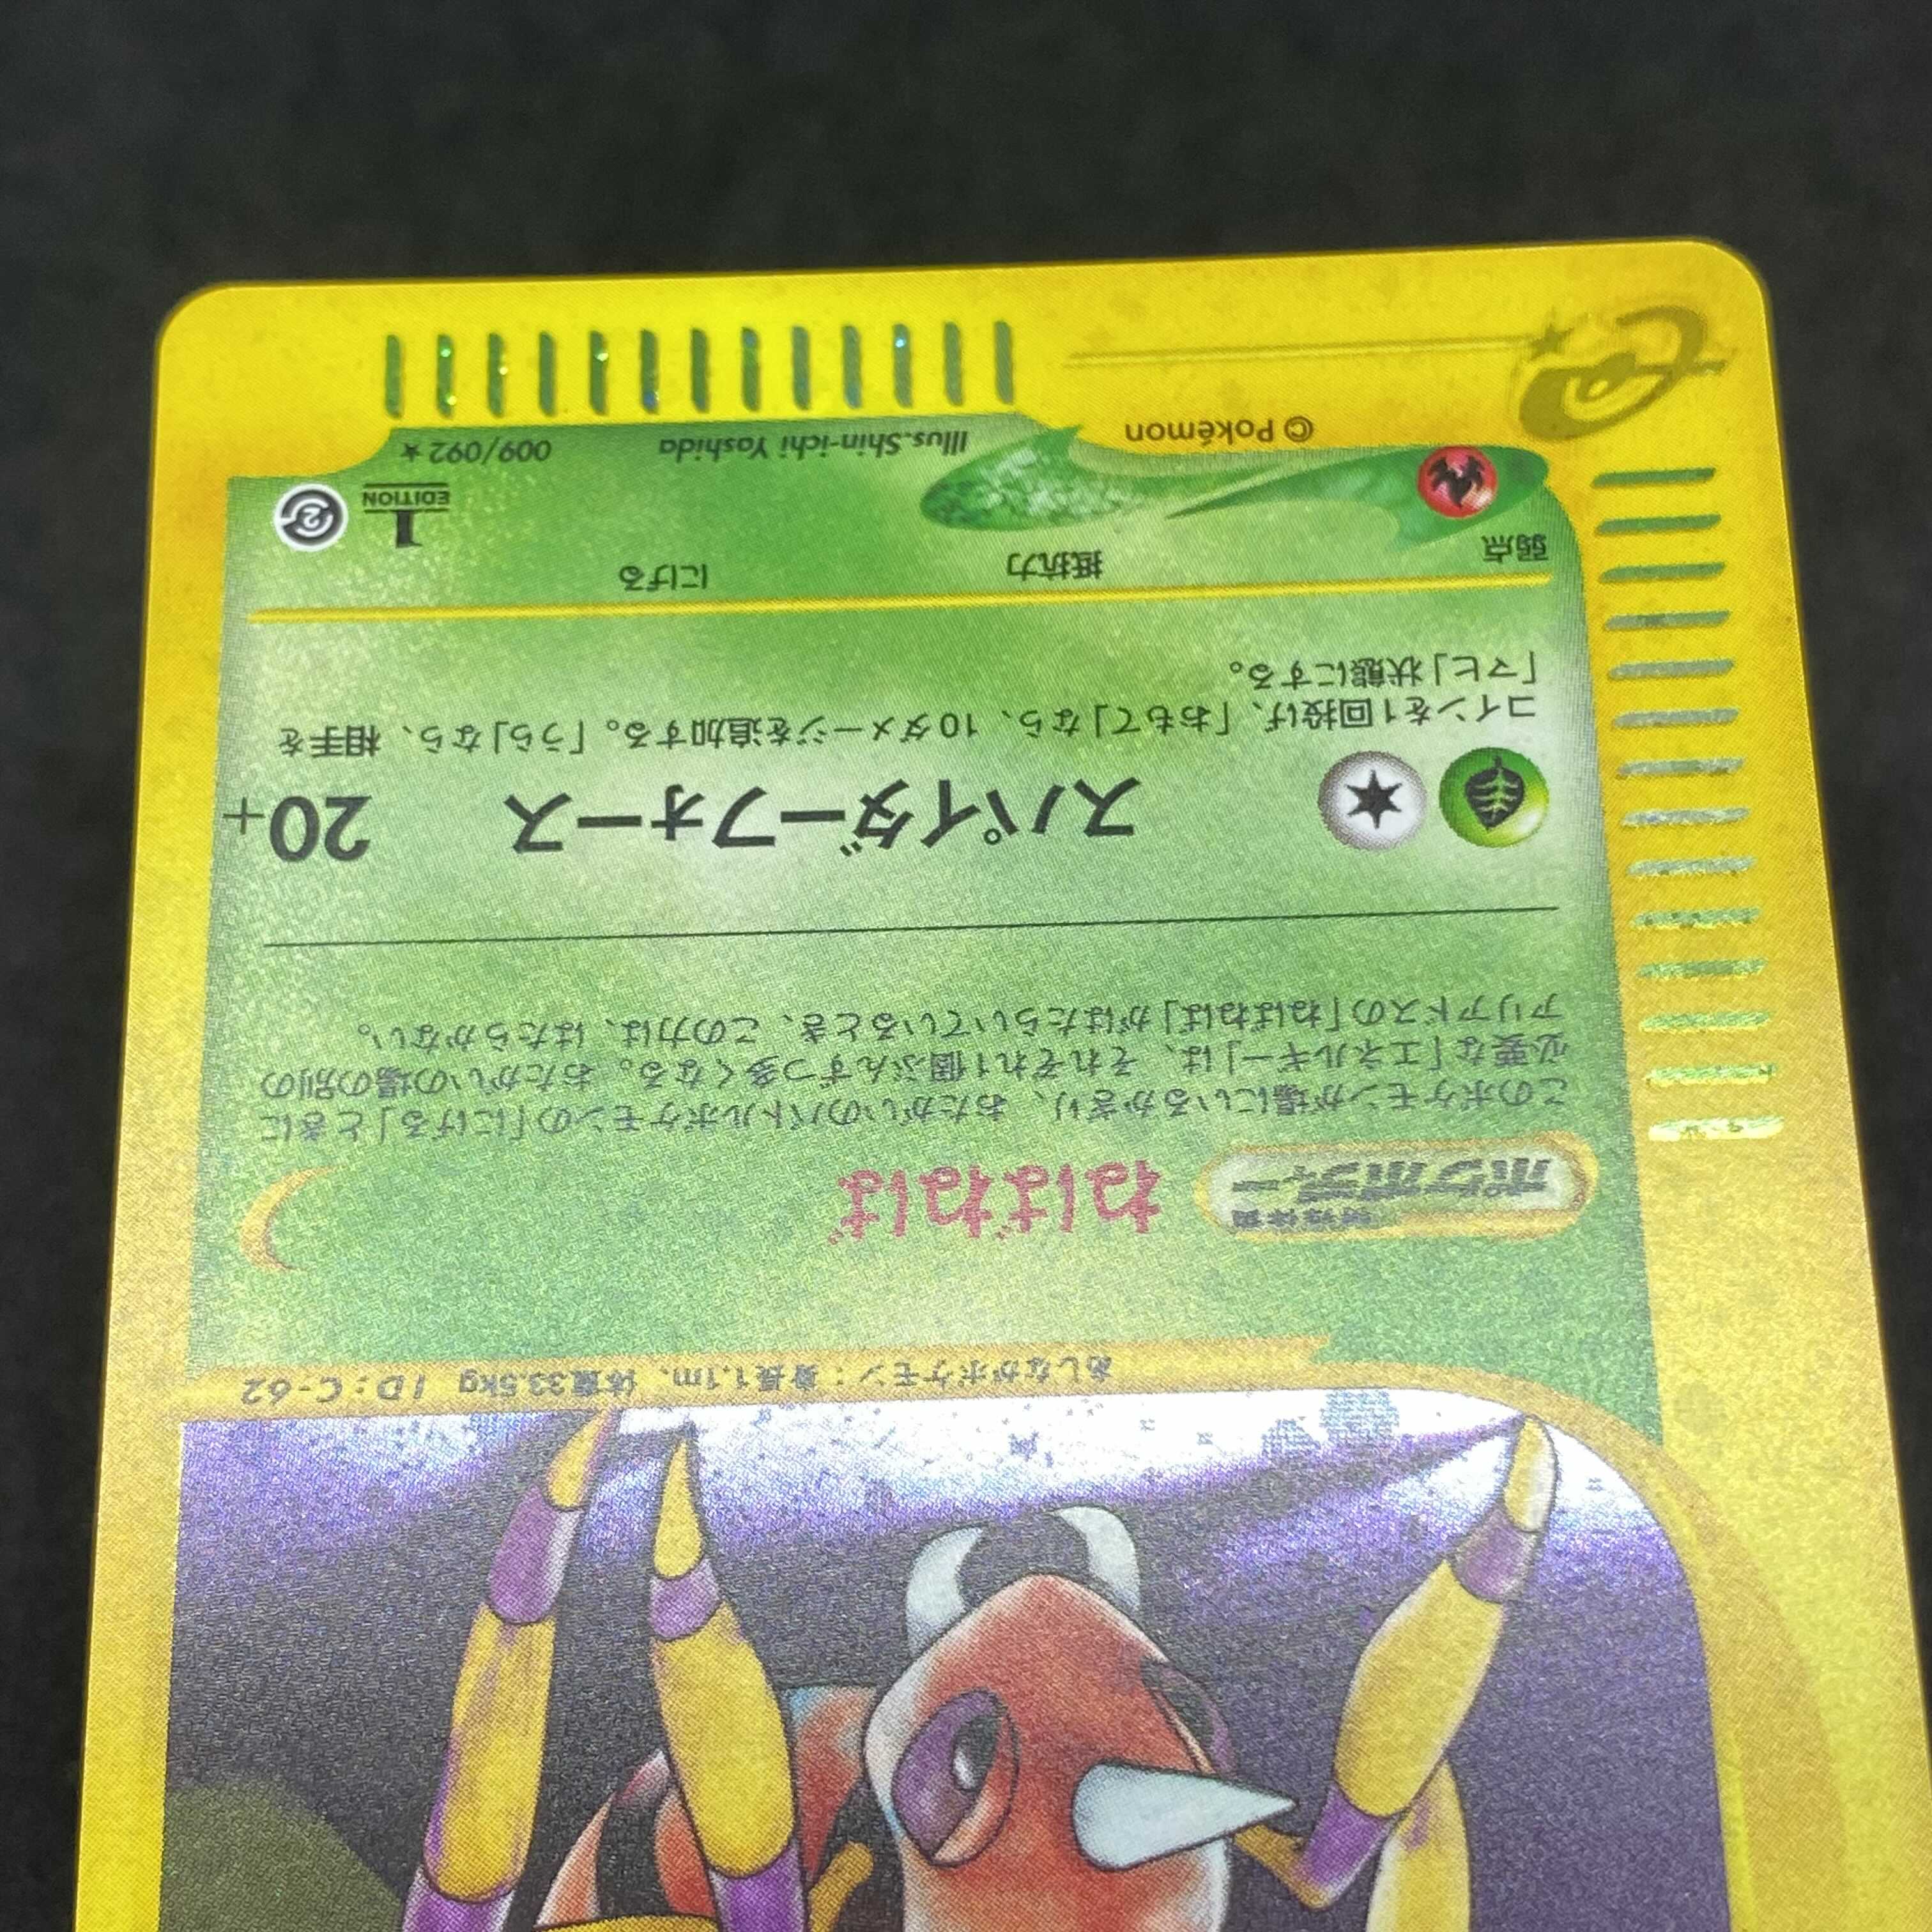 あしながポケモン：身長1.1m、体重33.5kg ID:C-62
特殊体質
ポケボディー
ねばねば
このポケモンが場にいるかぎり、おたがいのバトルポケモンの「にげる」ときに
必要な「エネルギー」は、それぞれ1個ぶんずつ多くなる。おたがいの場の別の
アリアドスの「ねばねば」がはたらいているとき、この力は、はたらかない。
スパイダーフォース 20+
コインを1回投げ、「おもて」なら、10ダメージを追加する。「うら」なら、相手を
「マヒ」状態にする。
弱点 抵抗力 にげる
1
EDITION
2
© Pokémon Illus.Shin-ichi Yoshida 009/092★
e